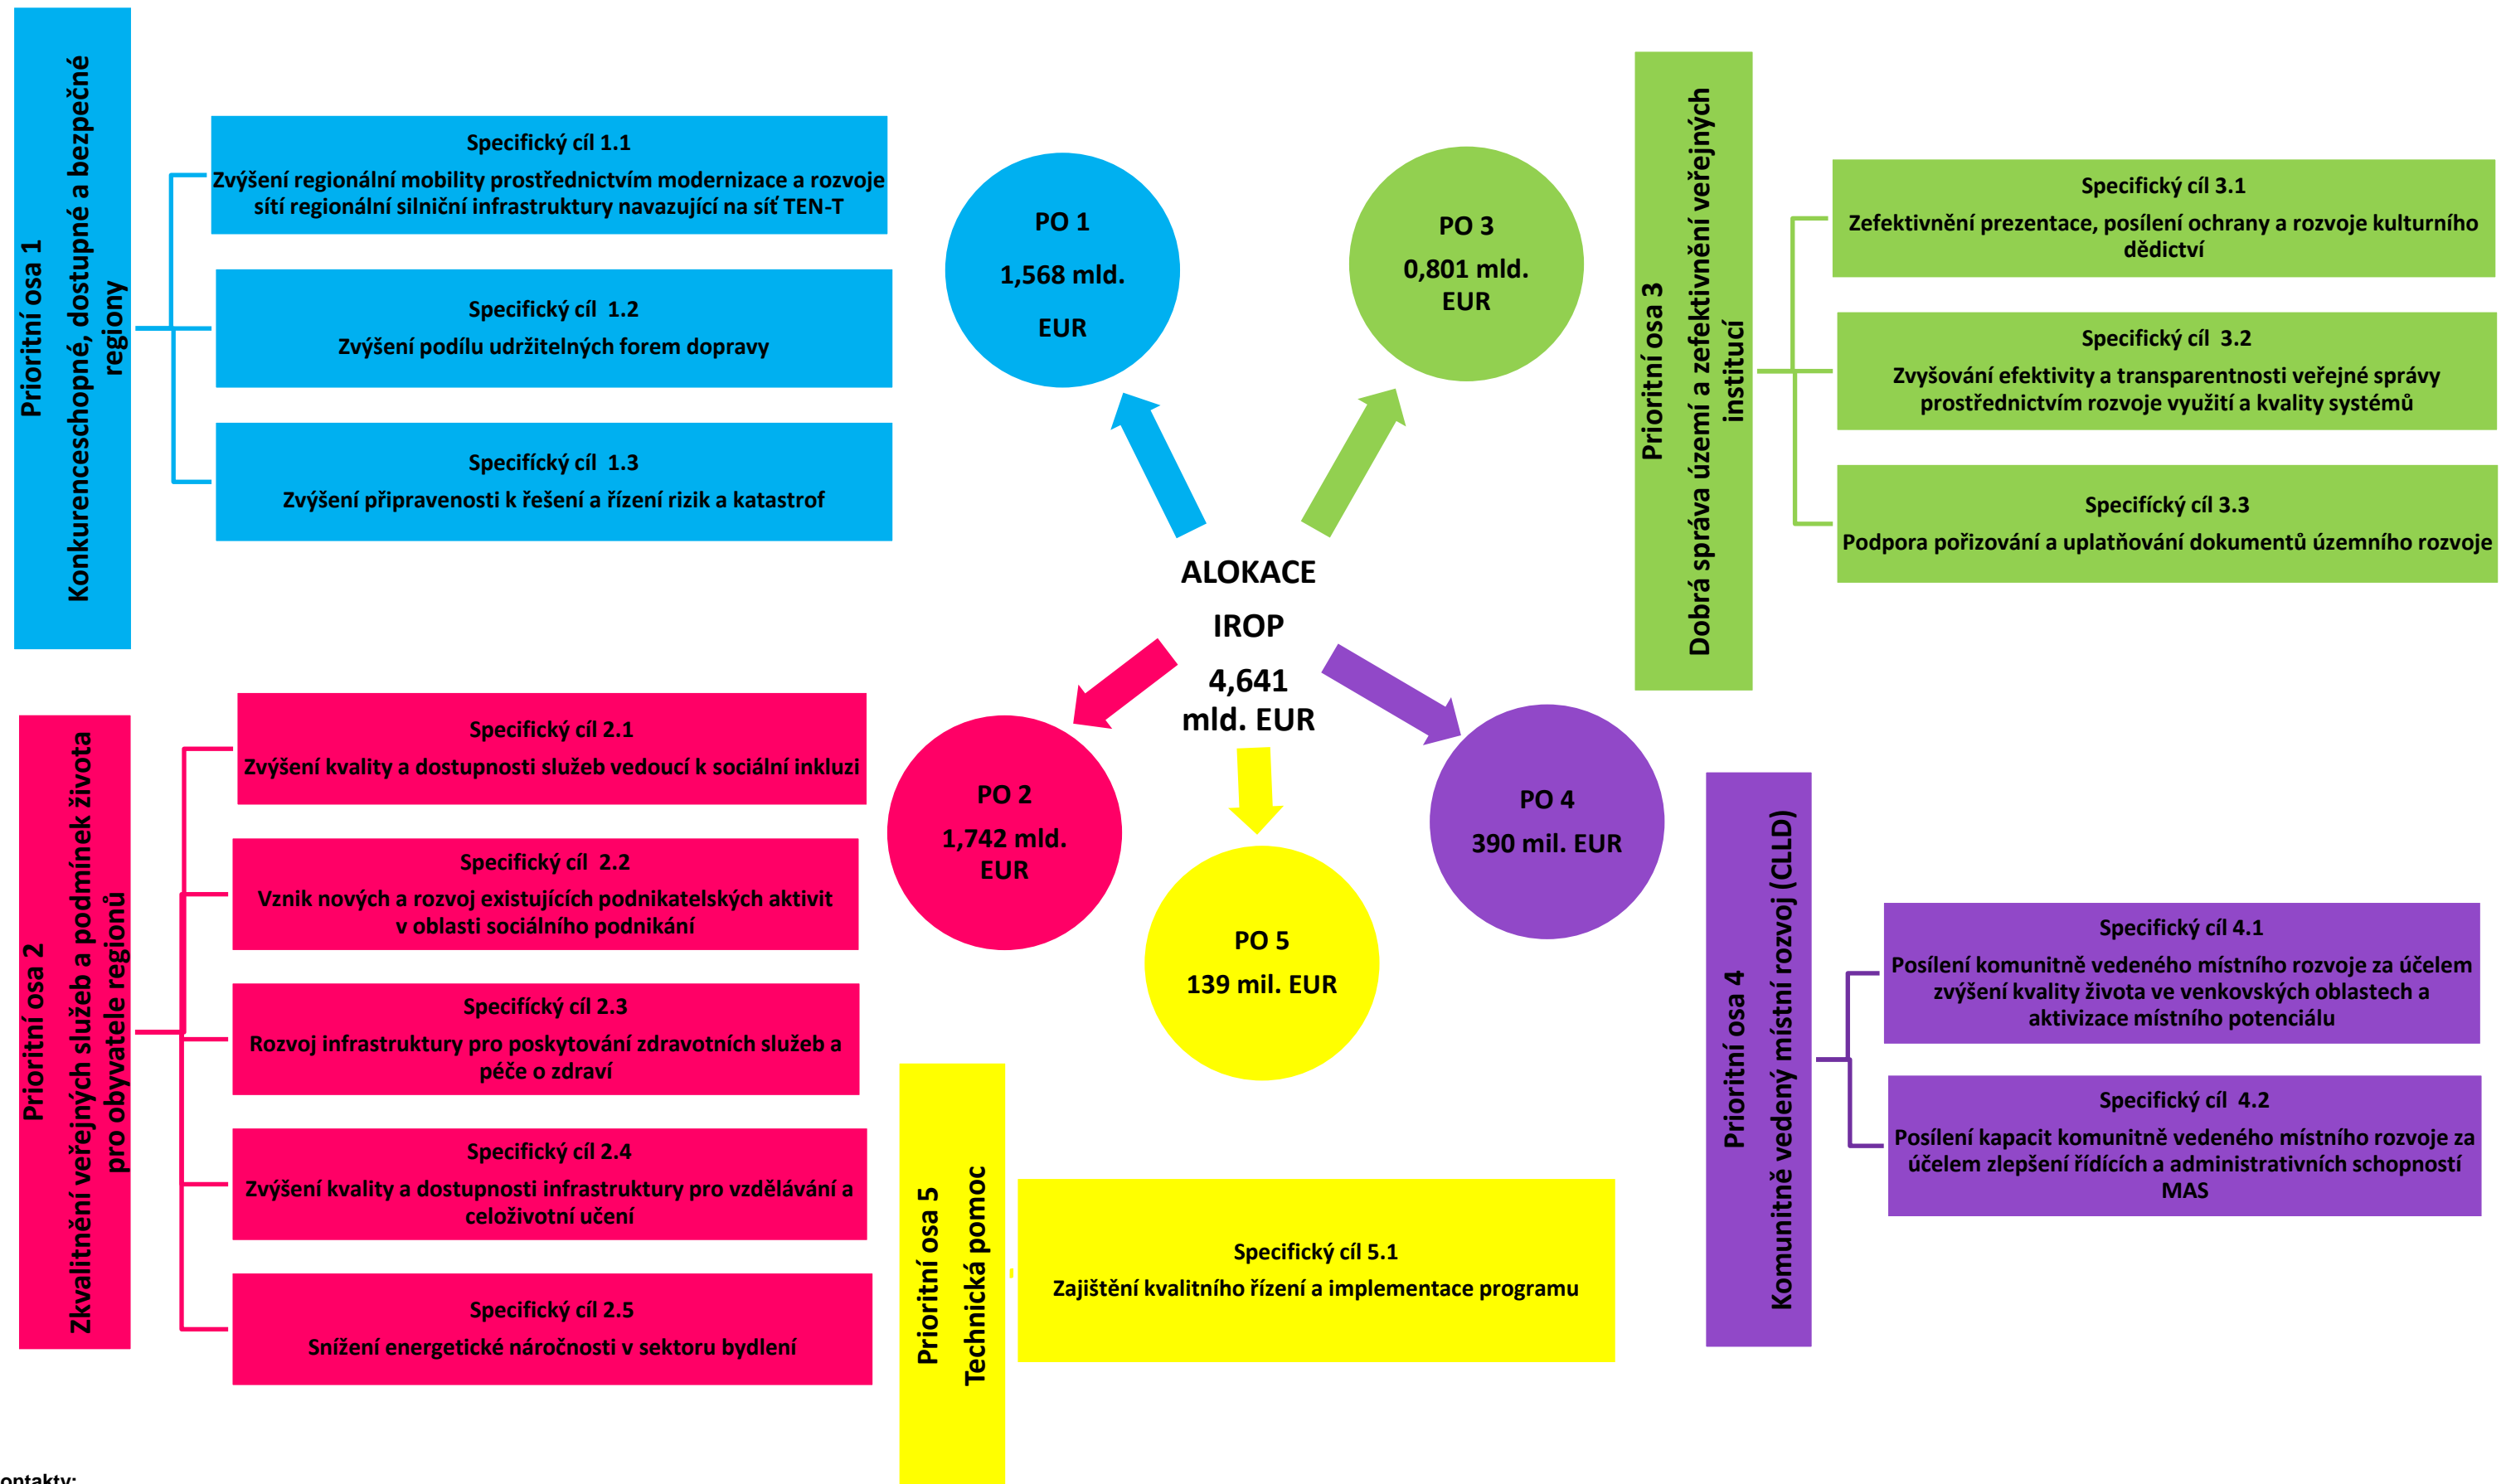 Prioritní osa 1
Konkurenceschopné, dostupné a bezpečné
regiony
Specifický cíl 1.1
Zvýšení regionální mobility prostřednictvím modernizace a rozvoje
sítí regionální silniční infrastruktury navazující na síť TEN-T
Specifický cíl 1.2
Zvýšení podílu udržitelných forem dopravy
Specifícký cíl 1.3
Zvýšení připravenosti k řešení a řízení rizik a katastrof
PO 1
1,568 mld.
EUR
PO 3
0,801 mld.
EUR
Prioritní osa 3
Dobrá správa území a zefektivnění veřejných
institucí
Specifický cíl 3.1
Zefektivnění prezentace, posílení ochrany a rozvoje kulturního
dědictví
Specifický cíl 3.2
Zvyšování efektivity a transparentnosti veřejné správy
prostřednictvím rozvoje využití a kvality systémů
Specifícký cíl 3.3
Podpora pořizování a uplatňování dokumentů územního rozvoje
ALOKACE
IROP
4,641
mld. EUR
Prioritní osa 2
Zkvalitnění veřejných služeb a podmínek života
pro obyvatele regionů
Specifický cíl 2.1
Zvýšení kvality a dostupnosti služeb vedoucí k sociální inkluzi
Specifický cíl 2.2
Vznik nových a rozvoj existujících podnikatelských aktivit
v oblasti sociálního podnikání
Specifícký cíl 2.3
Rozvoj infrastruktury pro poskytování zdravotních služeb a
péče o zdraví
Specifický cíl 2.4
Zvýšení kvality a dostupnosti infrastruktury pro vzdělávání a
celoživotní učení
Specifický cíl 2.5
Snížení energetické náročnosti v sektoru bydlení
PO 2
1,742 mld.
EUR
PO 4
390 mil. EUR
PO 5
139 mil. EUR
Prioritní osa 5
Technická pomoc
Specifický cíl 5.1
Zajištění kvalitního řízení a implementace programu
Prioritní osa 4
Komunitně vedený místní rozvoj (CLLD)
Specifický cíl 4.1
Posílení komunitně vedeného místního rozvoje za účelem
zvýšení kvality života ve venkovských oblastech a
aktivizace místního potenciálu
Specifický cíl 4.2
Posílení kapacit komunitně vedeného místního rozvoje za
účelem zlepšení řídících a administrativních schopností
MAS